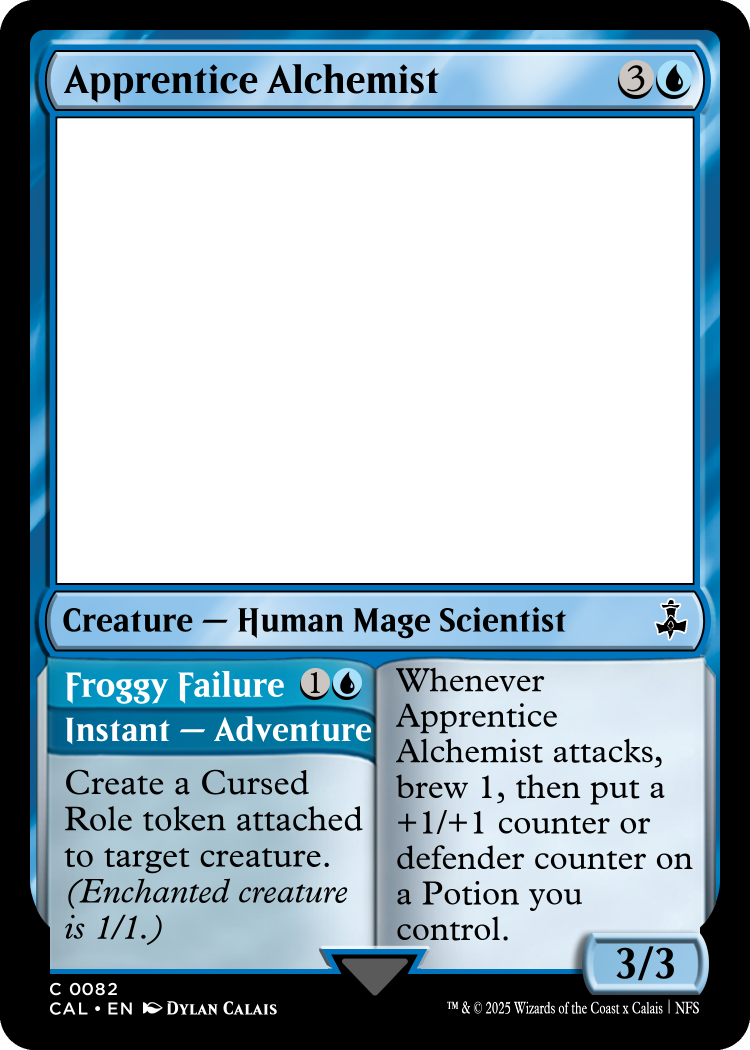 Apprentice Alchemist 3
Creature — Human Mage Scientist
Froggy Failure 1
Instant — Adventure
Create a Cursed
Role token attached
to target creature.
(Enchanted creature
is 1/1.)
Whenever
Apprentice
Alchemist attacks,
brew 1, then put a
+1/+1 counter or
defender counter on
a Potion you
control.
3/3
C 0082
CAL • EN DYLAN CALAIS
™ & © 2025 Wizards of the Coast x Calais | NFS